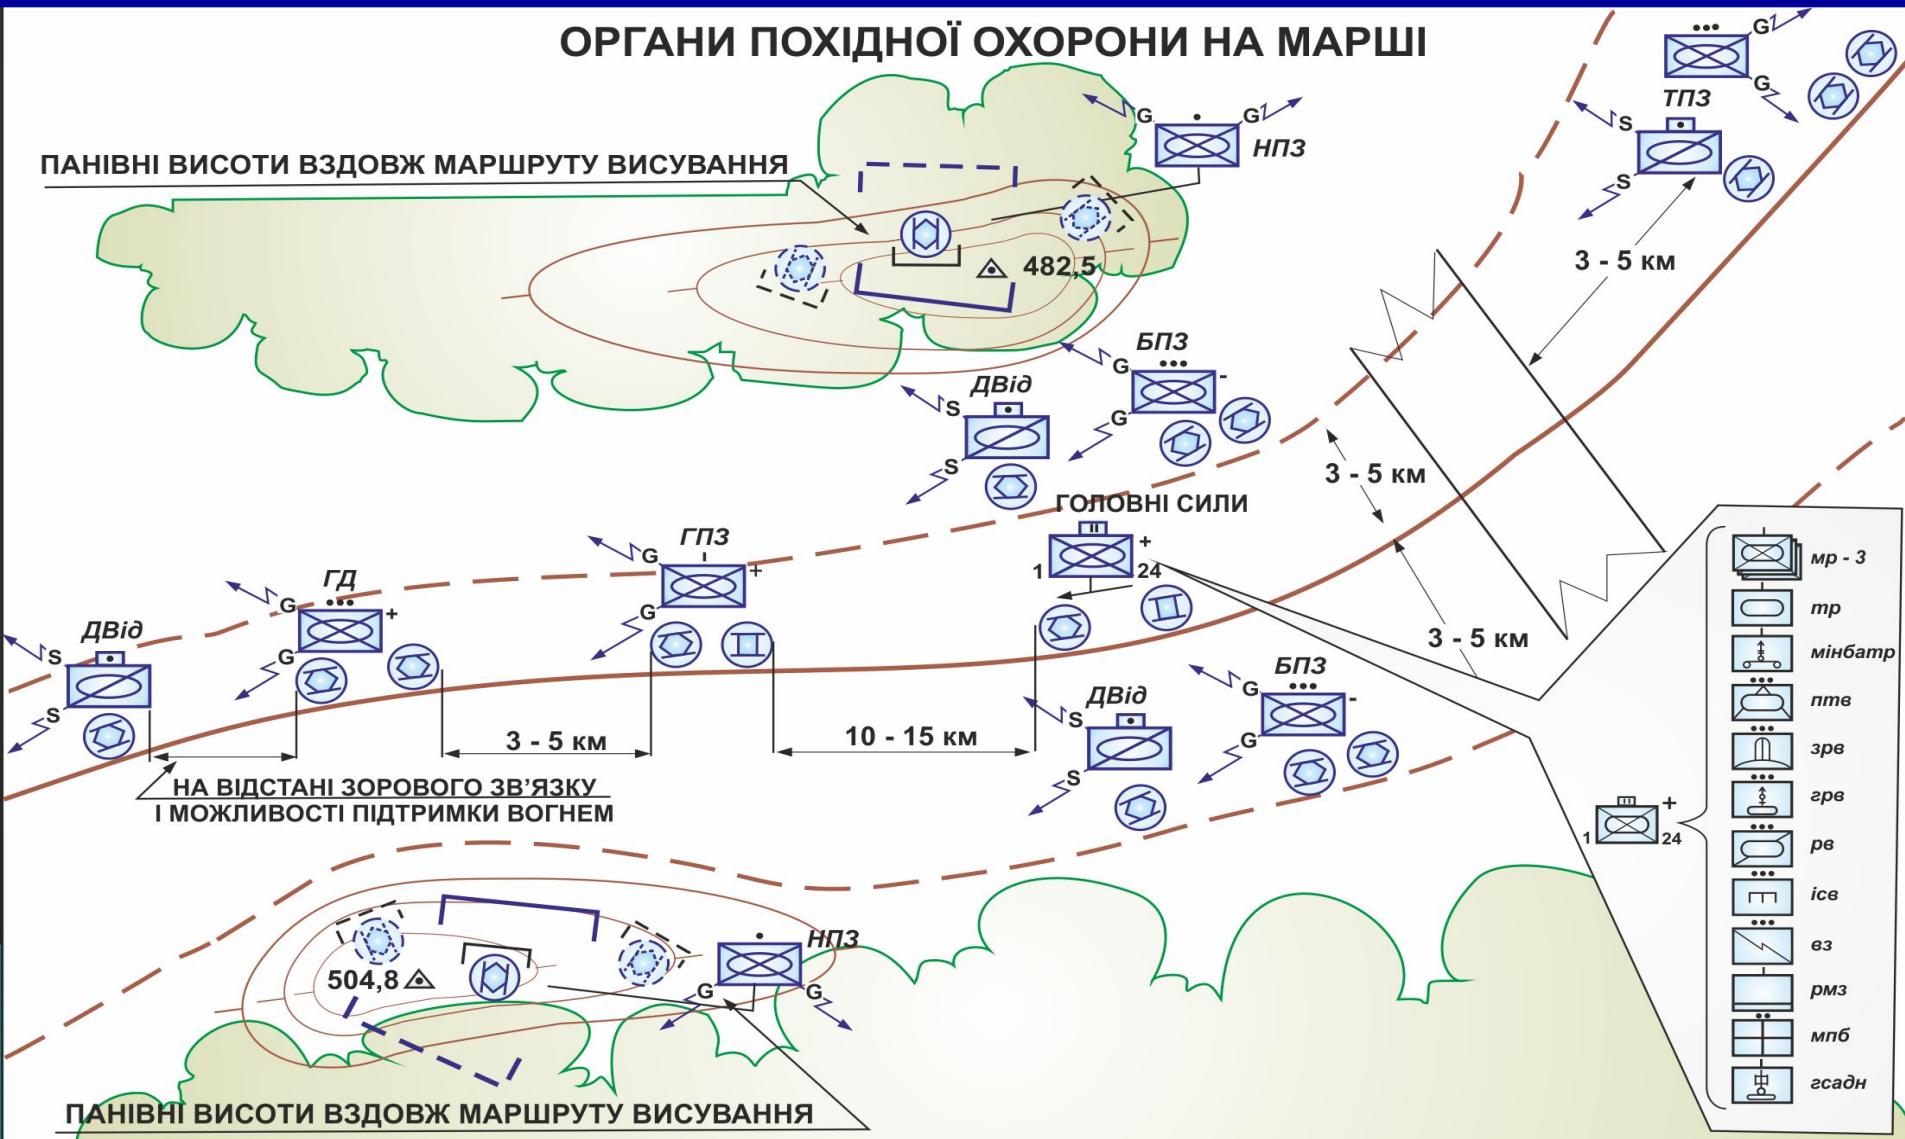 ОРГАНИ ПОХІДНОЇ ОХОРОНИ НА МАРШІ
G
G
ТПЗ
S
S
3 - 5 км
ПАНІВНІ ВИСОТИ ВЗДОВЖ МАРШРУТУ ВИСУВАННЯ
G
G
НПЗ
482,5
БПЗ
G
-
G
ДВід
S
S
3 - 5 км
ГОЛОВНІ СИЛИ
+
1
24
ГПЗ
G
+
G
ГД
G
+
G
ДВід
S
S
3 - 5 км
10 - 15 км
3 - 5 км
БПЗ
G
-
G
ДВід
S
S
НА ВІДСТАНІ ЗОРОВОГО ЗВ’ЯЗКУ
І МОЖЛИВОСТІ ПІДТРИМКИ ВОГНЕМ
НПЗ
504,8
G
G
ПАНІВНІ ВИСОТИ ВЗДОВЖ МАРШРУТУ ВИСУВАННЯ
+
1
24
мр - 3
тр
мінбатр
птв
зрв
грв
рв
ісв
вз
рмз
мпб
гсадн